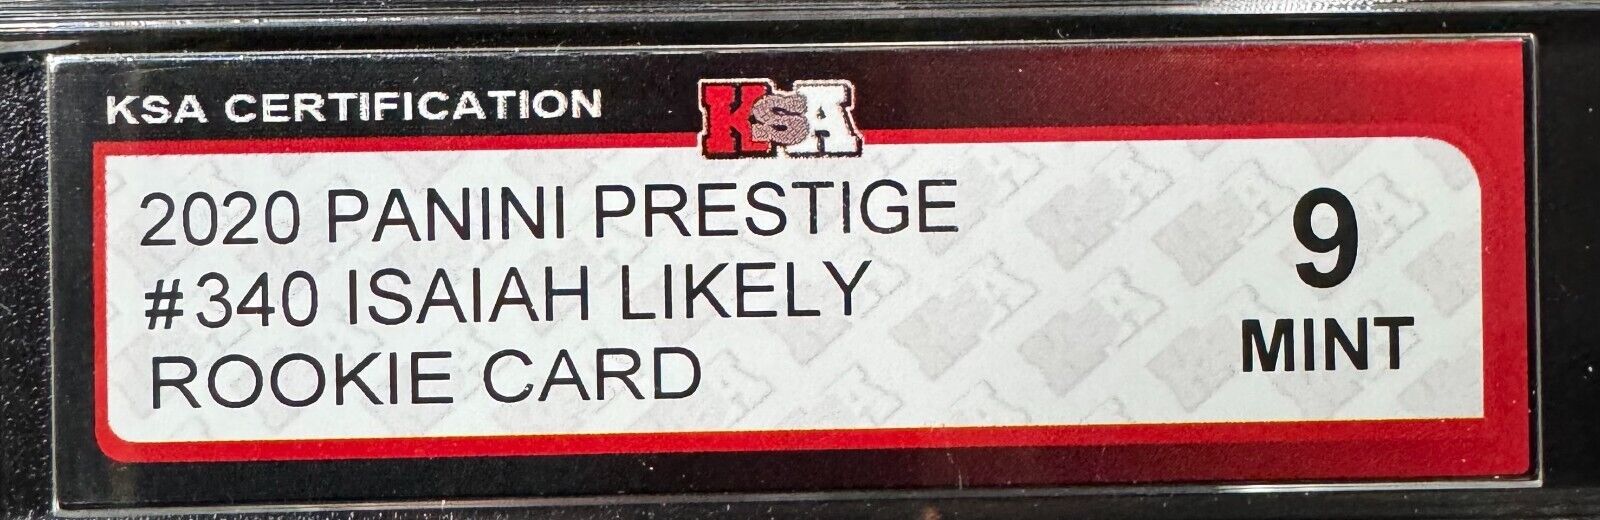 KSA CERTIFICATION
KSA
2020 PANINI PRESTIGE
#340 ISAIAH LIKELY
ROOKIE CARD
9
MINT